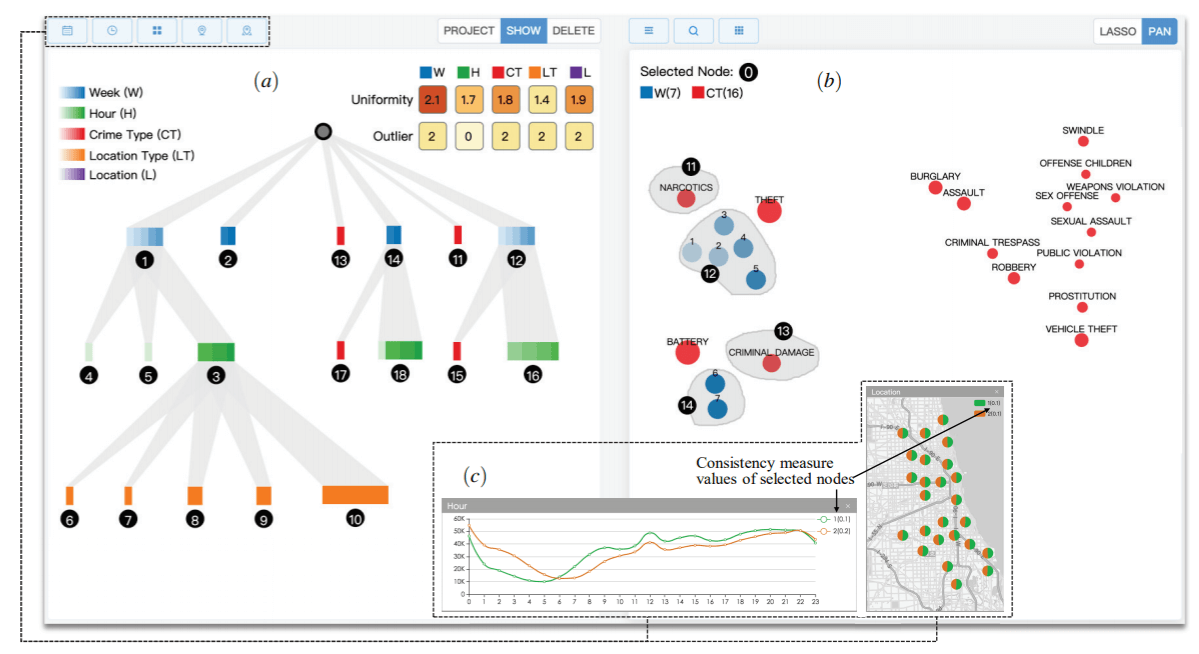 PROJECT SHOW DELETE
LASSO PAN
(a)
W H CT LT L
Uniformity 2.1 1.7 1.8 1.4 1.9
Outlier 2 0 2 2 2
Week (W)
Hour (H)
Crime Type (CT)
Location Type (LT)
Location (L)
1 2 13 14 11 12
4 5 3 17 18 15 16
6 7 8 9 10
Selected Node: 0
W(7) CT(16)
(b)
11
NARCOTICS
THEFT
3
1 2 4
5
12
13
BATTERY
CRIMINAL DAMAGE
6
7
14
SWINDLE
OFFENSE CHILDREN
BURGLARY
WEAPONS VIOLATION
ASSAULT
SEX OFFENSE
SEXUAL ASSAULT
CRIMINAL TRESPASS
PUBLIC VIOLATION
ROBBERY
PROSTITUTION
VEHICLE THEFT
(c)
Consistency measure
values of selected nodes
Hour
1(0.1)
2(0.2)
60K
50K
40K
30K
20K
10K
0
0 1 2 3 4 5 6 7 8 9 10 11 12 13 14 15 16 17 18 19 20 21 22 23
Location
1(0.1)
2(0.1)